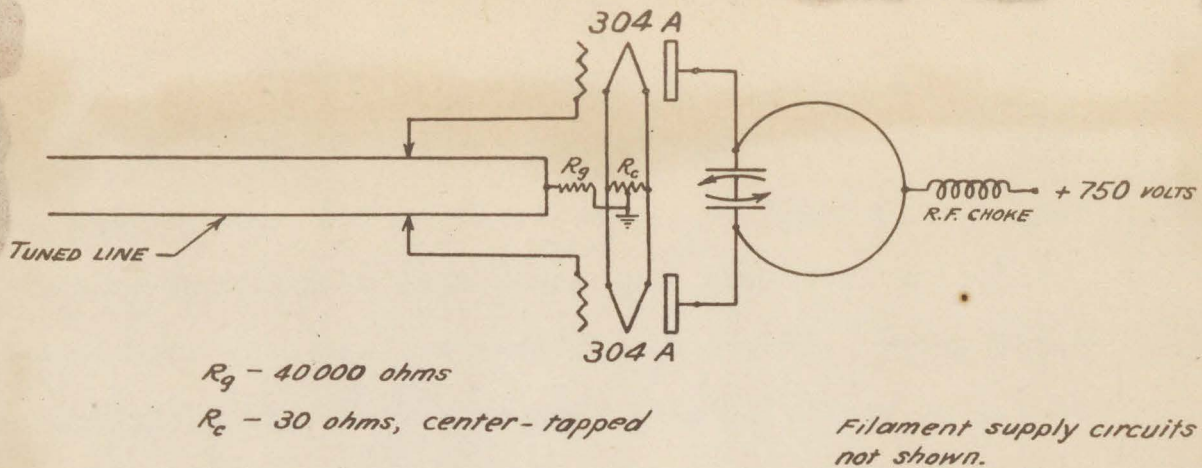 304 A
Rg
Rc
+ 750 VOLTS
R.F. CHOKE
TUNED LINE
304 A
Rg - 40000 ohms
Rc - 30 ohms, center-tapped
Filament supply circuits
not shown.